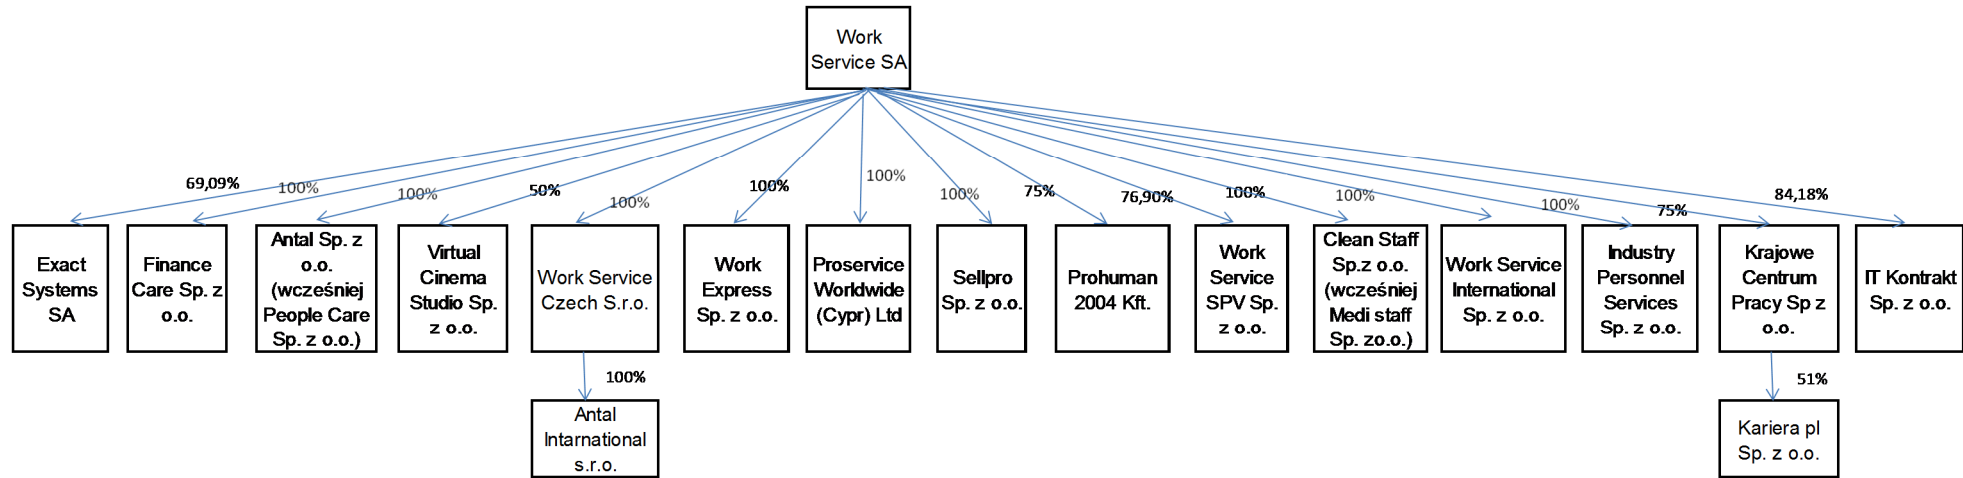 Work
Service SA
69,09%
100%
100%
50%
100%
100%
100%
100%
75%
76,90%
100%
100%
100%
75%
84,18%
Exact
Systems
SA
Finance
Care Sp. z
o.o.
Antal Sp. z
o.o.
(wcześniej
People Care
Sp. z o.o.)
Virtual
Cinema
Studio Sp.
z o.o.
Work Service
Czech S.r.o.
Work
Express
Sp. z o.o.
Proservice
Worldwide
(Cypr) Ltd
Sellpro
Sp. z o.o.
Prohuman
2004 Kft.
Work
Service
SPV Sp.
z o.o.
Clean Staff
Sp.z o.o.
(wcześniej
Medi staff
Sp. zo.o.)
Work Service
International
Sp. z o.o.
Industry
Personnel
Services
Sp. z o.o.
Krajowe
Centrum
Pracy Sp z
o.o.
IT Kontrakt
Sp. z o.o.
100%
51%
Antal
Intarnational
s.r.o.
Kariera pl
Sp. z o.o.